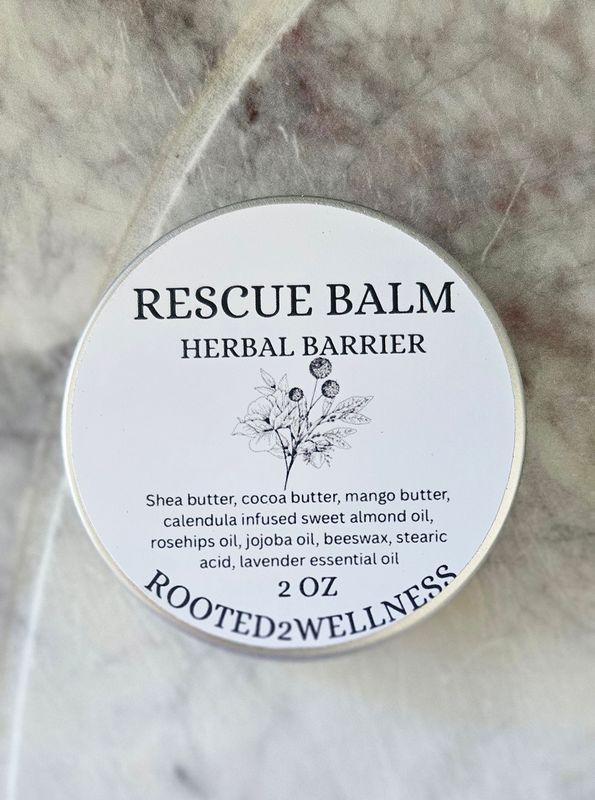 RESCUE BALM
HERBAL BARRIER
Shea butter, cocoa butter, mango butter,
calendula infused sweet almond oil,
rosehips oil, jojoba oil, beeswax, stearic
acid, lavender essential oil
2 OZ
ROOTED2WELLNESS